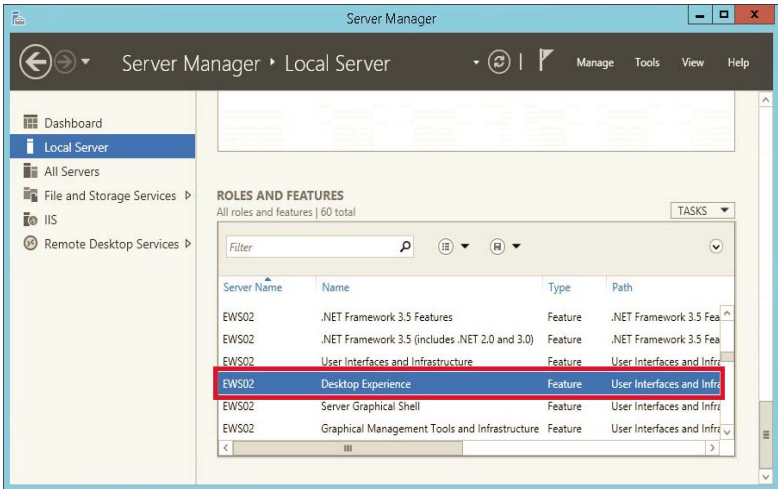 Server Manager
Server Manager Local Server
Manage Tools View Help
Dashboard
Local Server
All Servers
File and Storage Services
IIS
Remote Desktop Services
ROLES AND FEATURES
All roles and features | 60 total
TASKS
Filter
Server Name Name Type Path
EWS02 .NET Framework 3.5 Features Feature .NET Framework 3.5 Fea
EWS02 .NET Framework 3.5 (includes .NET 2.0 and 3.0) Feature .NET Framework 3.5 Fea
EWS02 User Interfaces and Infrastructure Feature User Interfaces and Infra
EWS02 Desktop Experience Feature User Interfaces and Infra
EWS02 Server Graphical Shell Feature User Interfaces and Infra
EWS02 Graphical Management Tools and Infrastructure Feature User Interfaces and Infra